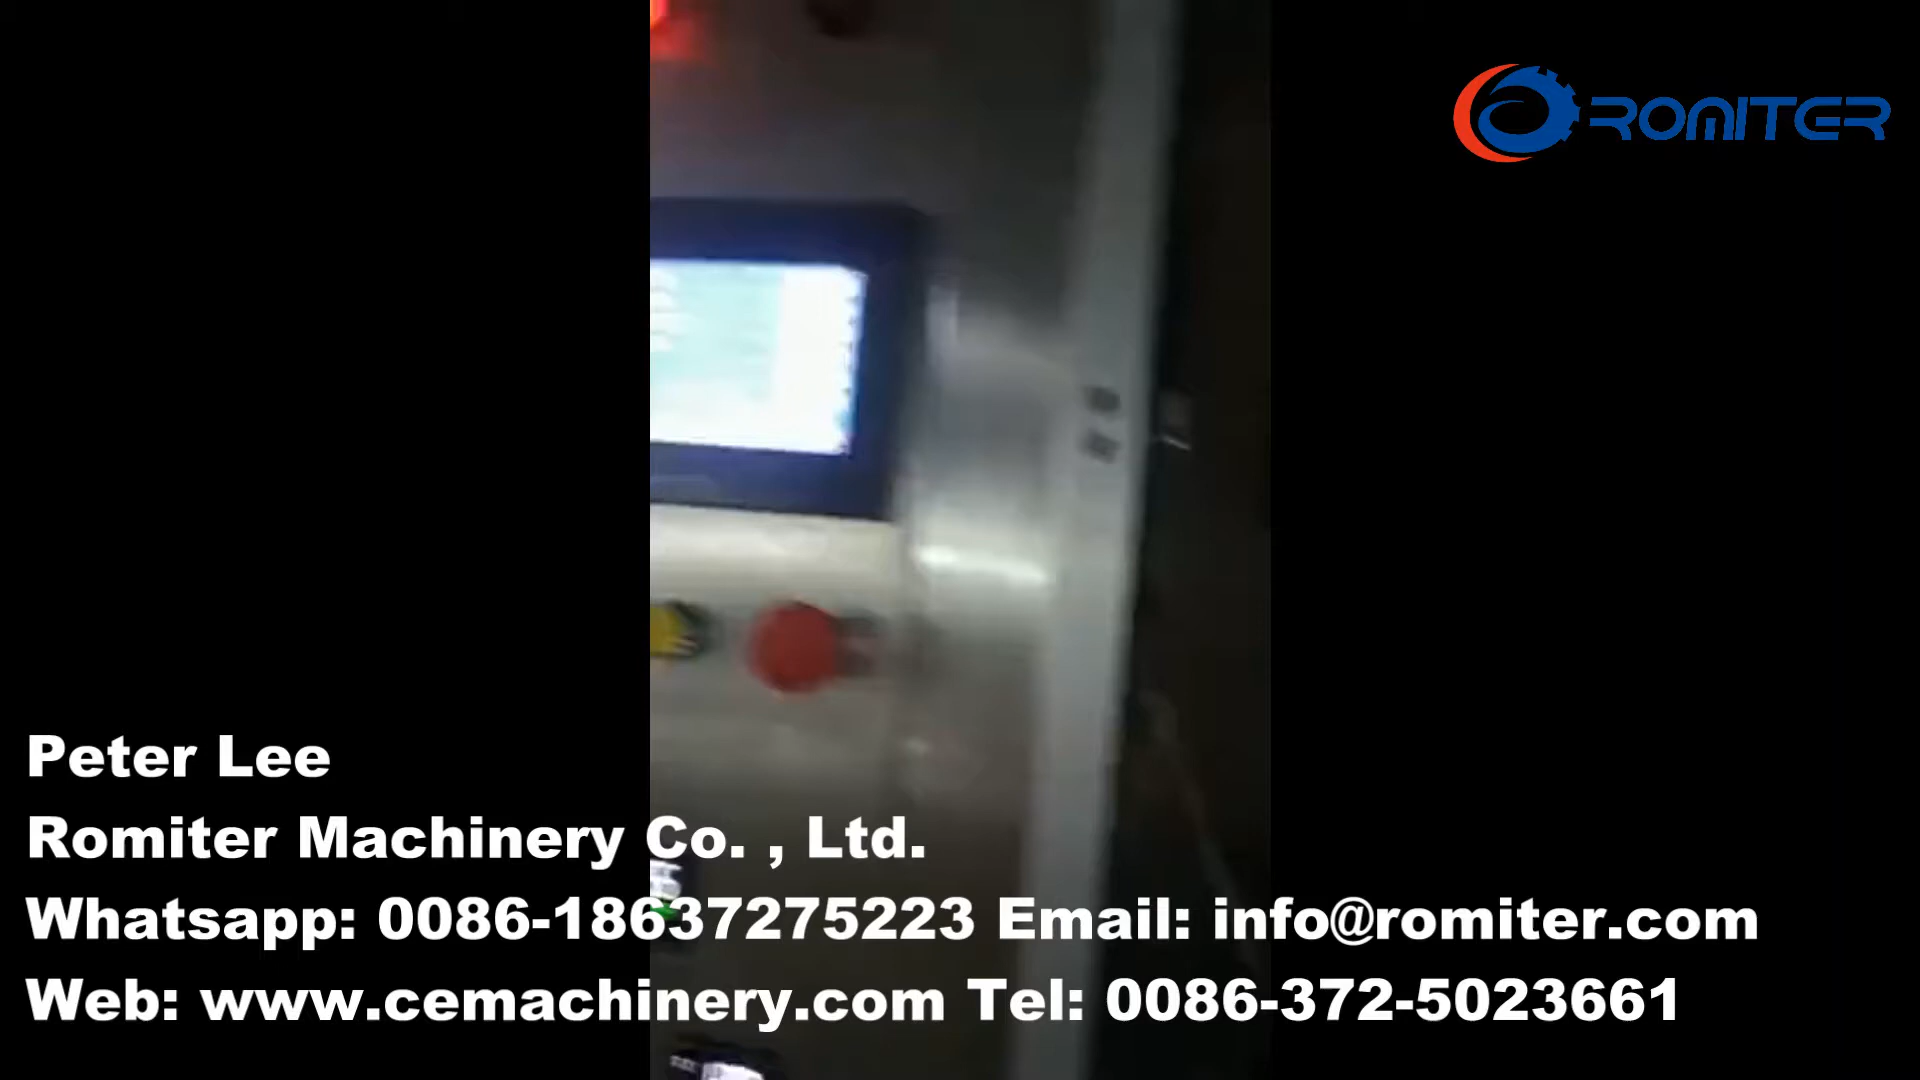 ROMITER
Peter Lee
Romiter Machinery Co. , Ltd.
Whatsapp: 0086-18637275223 Email: info@romiter.com
Web: www.cemachinery.com Tel: 0086-372-5023661